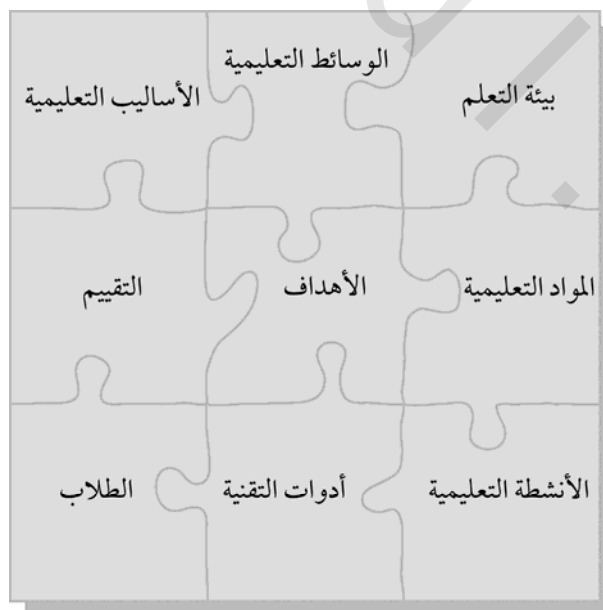 بيئة التعلم
الوسائط التعليمية
الأساليب التعليمية
المواد التعليمية
الأهداف
التقييم
الأنشطة التعليمية
أدوات التقنية
الطلاب